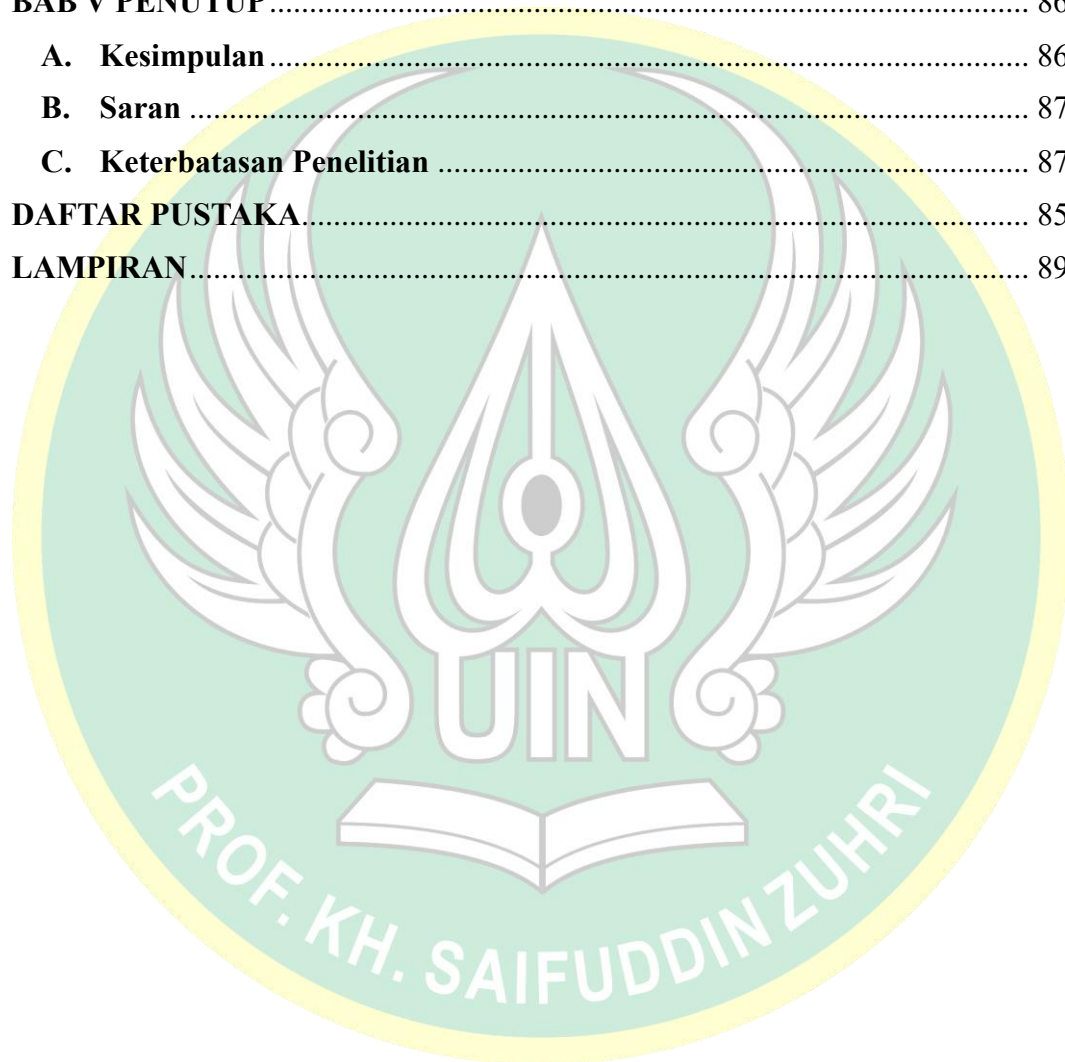 BAB V PENUTUP........................................................................................ 86
A. Kesimpulan........................................................................................ 86
B. Saran ........................................................................................ 87
C. Keterbatasan Penelitian ........................................................................................ 87
DAFTAR PUSTAKA........................................................................................ 85
LAMPIRAN........................................................................................ 89
UIN
PROF. KH. SAIFUDDIN ZUHRI